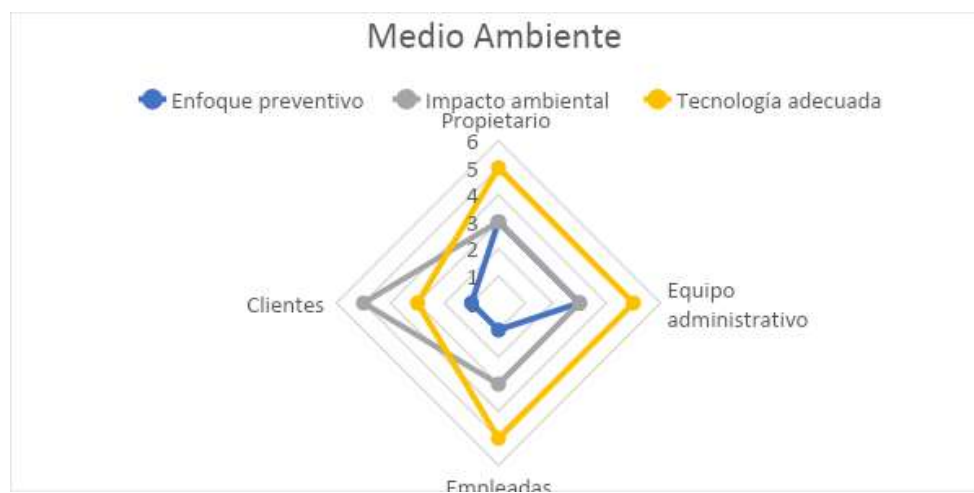 Medio Ambiente
Enfoque preventivo
Impacto ambiental
Tecnología adecuada
Propietario
6
5
4
3
2
1
Equipo
administrativo
Clientes
Empleadas